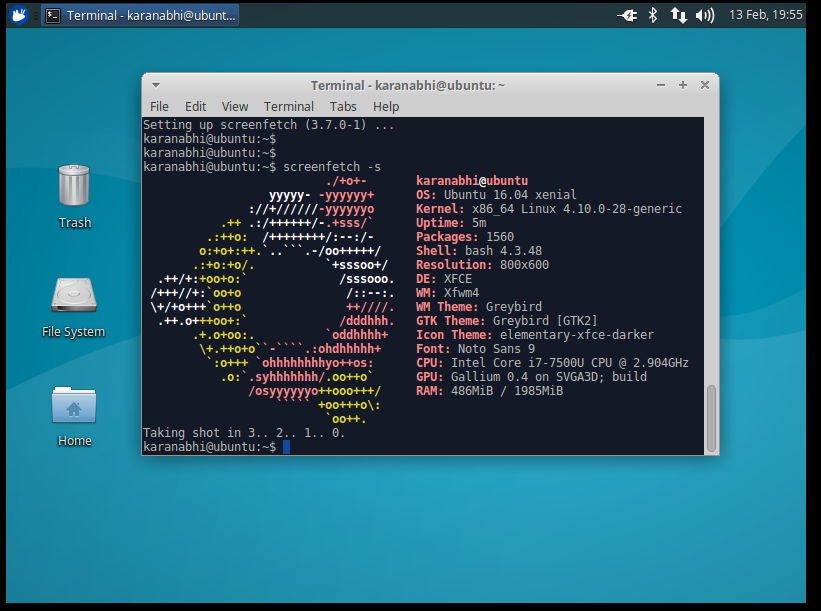 Terminal - karanabhi@ubunt...
13 Feb, 19:55
Terminal - karanabhi@ubuntu: ~
File Edit View Terminal Tabs Help
Setting up screenfetch (3.7.0-1) ...
karanabhi@ubuntu:~$
karanabhi@ubuntu:~$
karanabhi@ubuntu:~$ screenfetch -s
./+o+- karanabhi@ubuntu
yyyyy- -yyyyyy+ OS: Ubuntu 16.04 xenial
://+//////-yyyyyyo Kernel: x86_64 Linux 4.10.0-28-generic
.++ .:/++++++/-.+sss/` Uptime: 5m
.:++o: /++++++++/:--:/- Packages: 1560
o:+o+:++.`..```.-/oo+++++/ Shell: bash 4.3.48
.:+o:+o/. `+sssoo+/ Resolution: 800x600
.++/+:+oo+o:` /sssooo. DE: XFCE
/+++//+:`oo+o /::--:. WM: Xfwm4
\+/+o+++`o++o ++////. WM Theme: Greybird
.++.o+++oo+:` /dddhhh. GTK Theme: Greybird [GTK2]
.+.o+oo:. `oddhhhh+ Icon Theme: elementary-xfce-darker
\+.++o+o``-````.:ohdhhhhh+ Font: Noto Sans 9
`:o+++ `ohhhhhhhhyo++os: CPU: Intel Core i7-7500U CPU @ 2.904GHz
.o:`.syhhhhhhh/.oo++o` GPU: Gallium 0.4 on SVGA3D; build
/osyyyyyyo++ooo+++/ RAM: 486MiB / 1985MiB
````` +oo+++o\:
`oo++.
Taking shot in 3.. 2.. 1.. 0.
karanabhi@ubuntu:~$
Trash
File System
Home